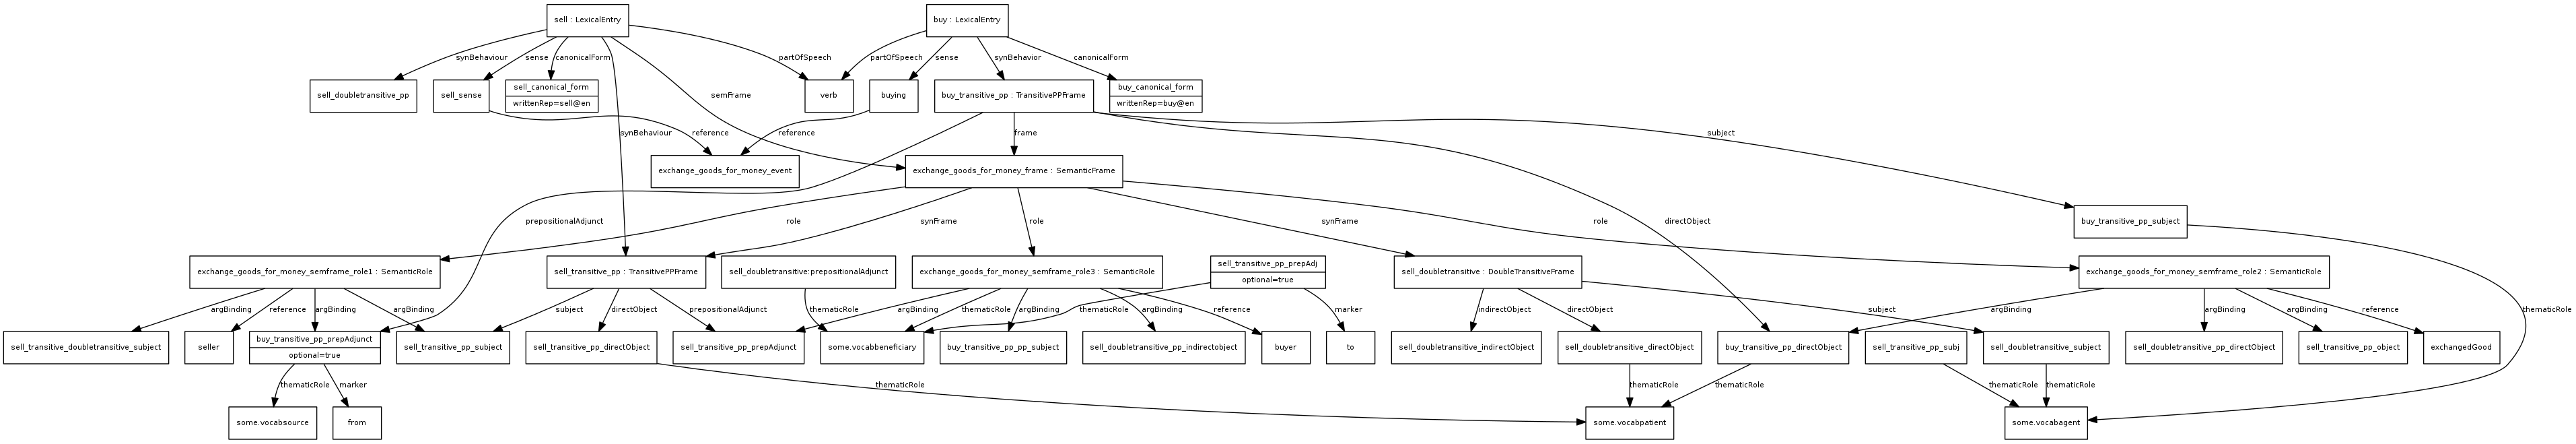 sell : LexicalEntry
buy : LexicalEntry
synBehaviour
sense
canonicalForm
partOfSpeech
partOfSpeech
sense
synBehavior
canonicalForm
sell_doubletransitive_pp
sell_sense
sell_canonical_form
writtenRep=sell@en
semFrame
verb
buying
buy_transitive_pp : TransitivePPFrame
buy_canonical_form
writtenRep=buy@en
synBehaviour
reference
reference
frame
subject
exchange_goods_for_money_event
exchange_goods_for_money_frame : SemanticFrame
prepositionalAdjunct
role
synFrame
role
synFrame
role
directObject
buy_transitive_pp_subject
exchange_goods_for_money_semframe_role1 : SemanticRole
sell_transitive_pp : TransitivePPFrame
sell_doubletransitive:prepositionalAdjunct
exchange_goods_for_money_semframe_role3 : SemanticRole
sell_transitive_pp_prepAdj
optional=true
sell_doubletransitive : DoubleTransitiveFrame
exchange_goods_for_money_semframe_role2 : SemanticRole
argBinding
reference
argBinding
argBinding
subject
directObject
prepositionalAdjunct
thematicRole
argBinding
thematicRole
argBinding
thematicRole
argBinding
reference
marker
indirectObject
directObject
subject
argBinding
argBinding
argBinding
reference
thematicRole
sell_transitive_doubletransitive_subject
seller
buy_transitive_pp_prepAdjunct
optional=true
sell_transitive_pp_subject
sell_transitive_pp_directObject
sell_transitive_pp_prepAdjunct
some.vocabbeneficiary
buy_transitive_pp_pp_subject
sell_doubletransitive_pp_indirectobject
buyer
to
sell_doubletransitive_indirectObject
sell_doubletransitive_directObject
buy_transitive_pp_directObject
sell_transitive_pp_subj
sell_doubletransitive_subject
sell_doubletransitive_pp_directObject
sell_transitive_pp_object
exchangedGood
thematicRole
marker
thematicRole
thematicRole
thematicRole
thematicRole
thematicRole
some.vocabsource
from
some.vocabpatient
some.vocabagent